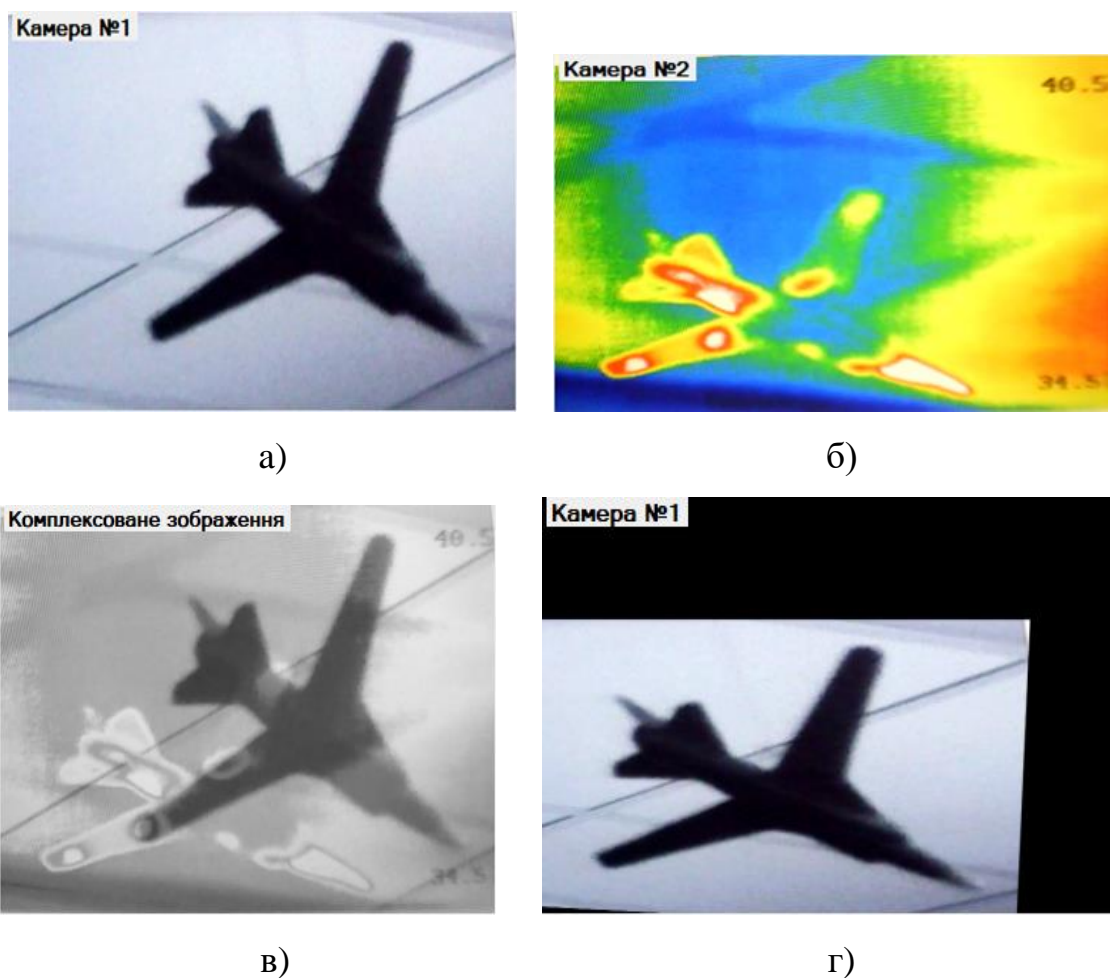 Камера №1
Камера №2
40.5
34.5
а)
б)
Комплексоване зображення
40.5
34.5
Камера №1
в)
г)